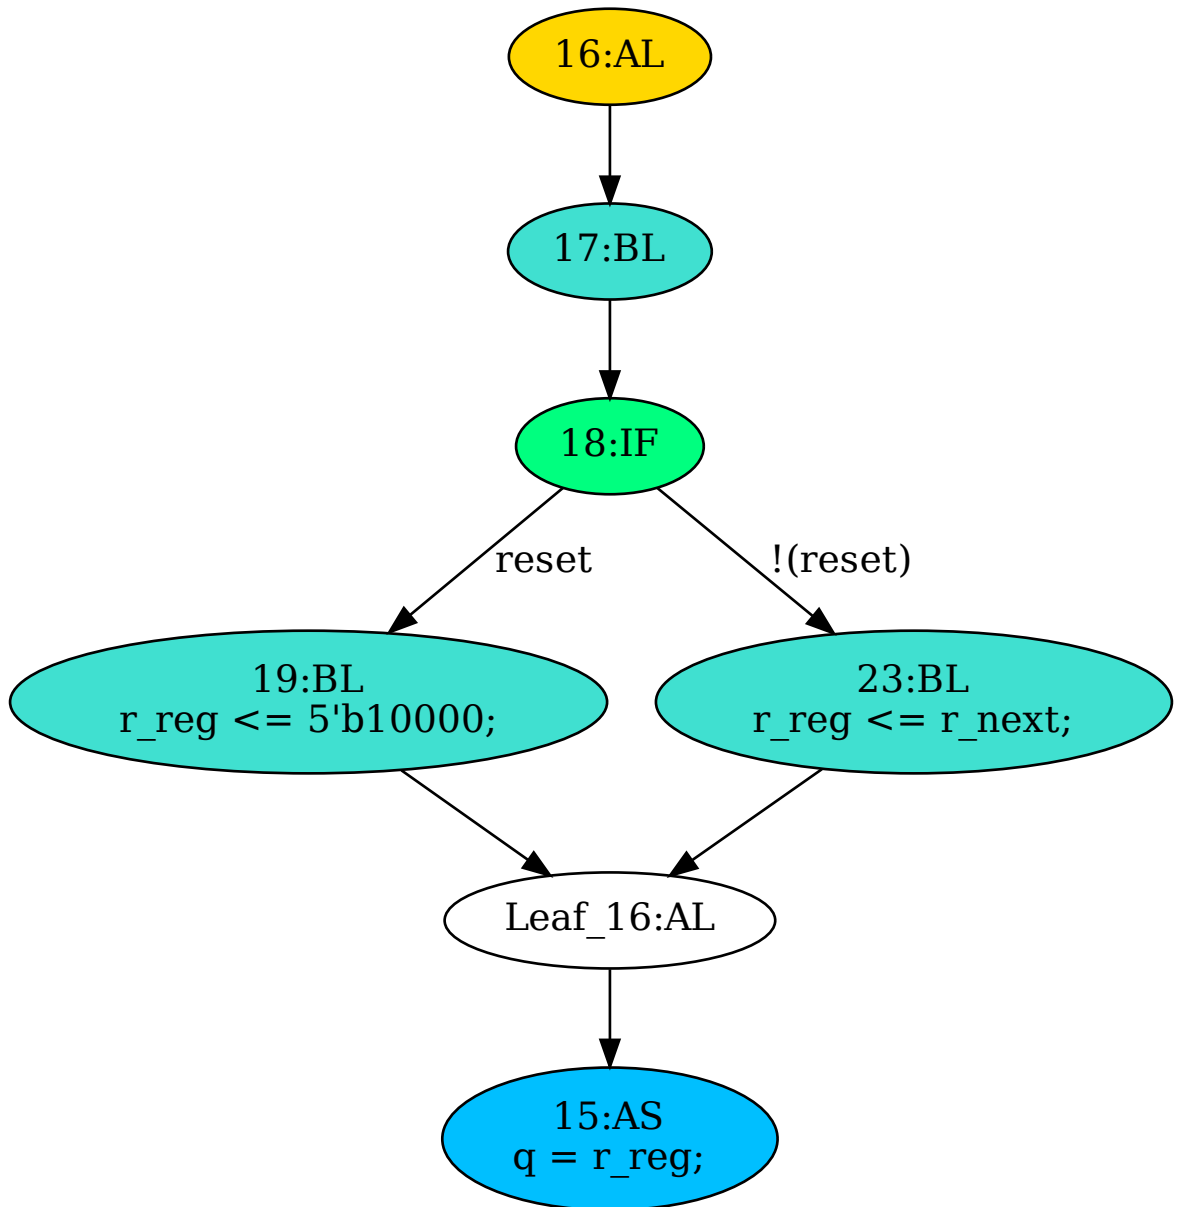 16:AL
17:BL
18:IF
reset
!(reset)
19:BL
r_reg <= 5'b10000;
23:BL
r_reg <= r_next;
Leaf_16:AL
15:AS
q = r_reg;